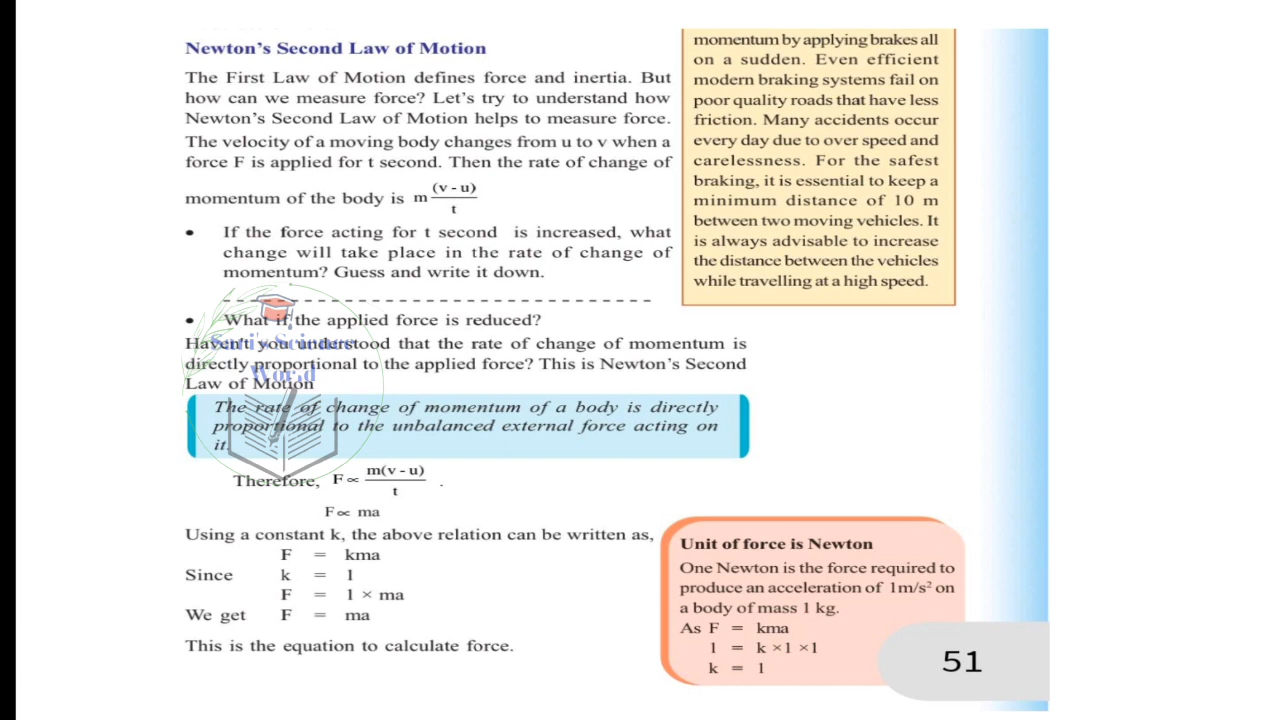 Newton's Second Law of Motion
The First Law of Motion defines force and inertia. But
how can we measure force? Let's try to understand how
Newton's Second Law of Motion helps to measure force.
The velocity of a moving body changes from u to v when a
force F is applied for t second. Then the rate of change of
momentum of the body is m (v - u)
t
• If the force acting for t second is increased, what
change will take place in the rate of change of
momentum? Guess and write it down.
• What if the applied force is reduced?
Haven't you understood that the rate of change of momentum is
directly proportional to the applied force? This is Newton's Second
Law of Motion
The rate of change of momentum of a body is directly
proportional to the unbalanced external force acting on
it.
Therefore, F ∝ m(v - u)
t .
F ∝ ma
Using a constant k, the above relation can be written as,
F = kma
Since k = 1
F = 1 × ma
We get F = ma
This is the equation to calculate force.
momentum by applying brakes all
on a sudden. Even efficient
modern braking systems fail on
poor quality roads that have less
friction. Many accidents occur
every day due to over speed and
carelessness. For the safest
braking, it is essential to keep a
minimum distance of 10 m
between two moving vehicles. It
is always advisable to increase
the distance between the vehicles
while travelling at a high speed.
Unit of force is Newton
One Newton is the force required to
produce an acceleration of 1m/s² on
a body of mass 1 kg.
As F = kma
1 = k ×1 ×1
k = 1
51
Science
World